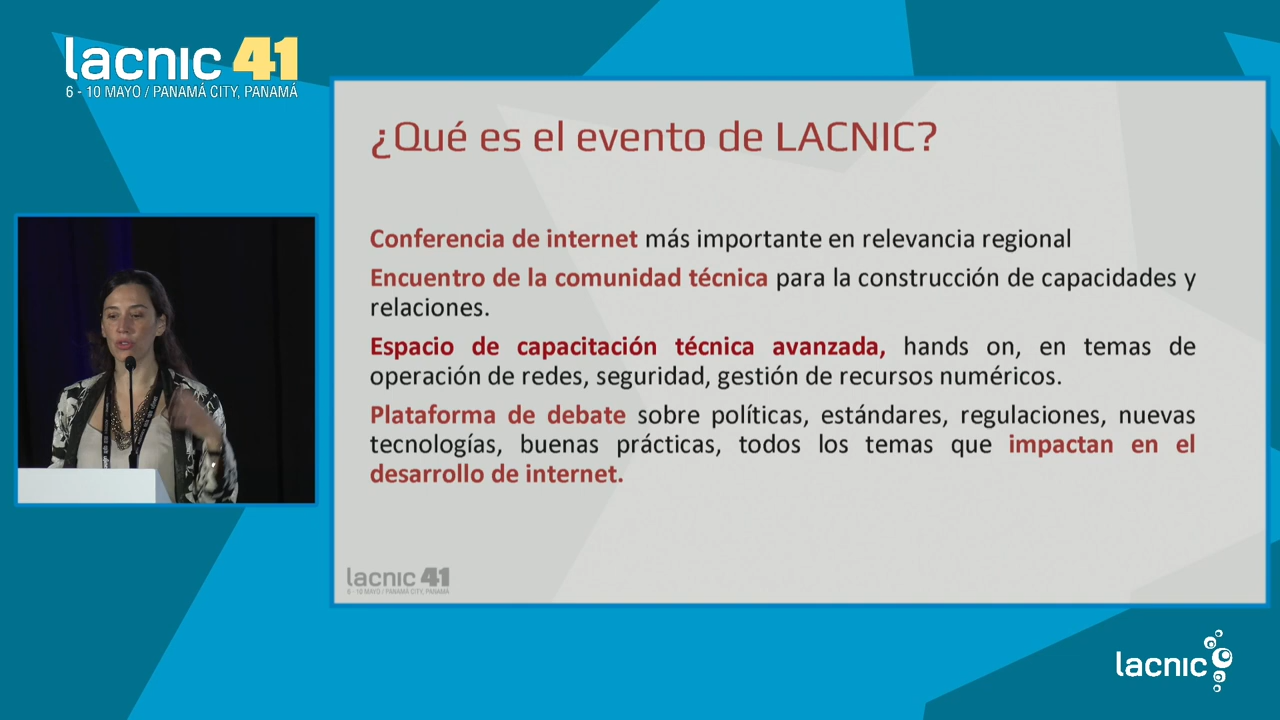 lacnic 41
6 - 10 MAYO / PANAMÁ CITY, PANAMÁ
¿Qué es el evento de LACNIC?
Conferencia de internet más importante en relevancia regional
Encuentro de la comunidad técnica para la construcción de capacidades y
relaciones.
Espacio de capacitación técnica avanzada, hands on, en temas de
operación de redes, seguridad, gestión de recursos numéricos.
Plataforma de debate sobre políticas, estándares, regulaciones, nuevas
tecnologías, buenas prácticas, todos los temas que impactan en el
desarrollo de internet.
lacnic 41
6 - 10 MAYO / PANAMÁ CITY, PANAMÁ
lacnic